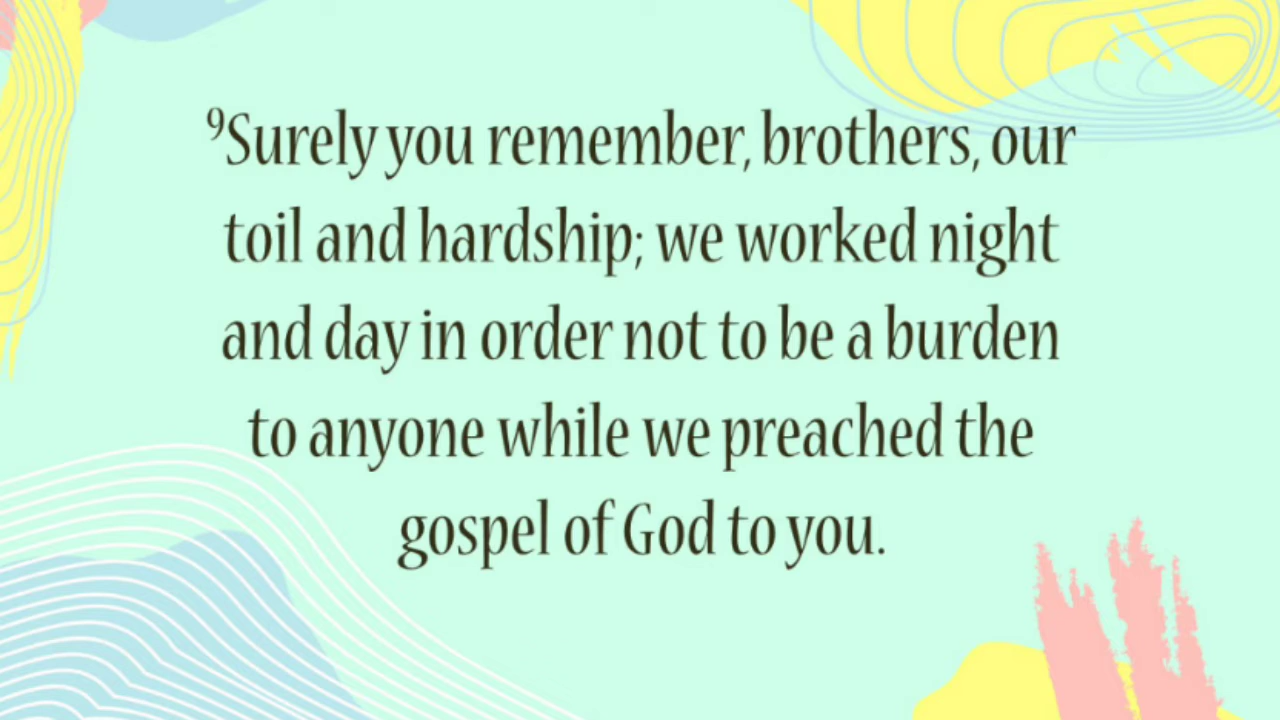 ⁹Surely you remember, brothers, our
toil and hardship; we worked night
and day in order not to be a burden
to anyone while we preached the
gospel of God to you.